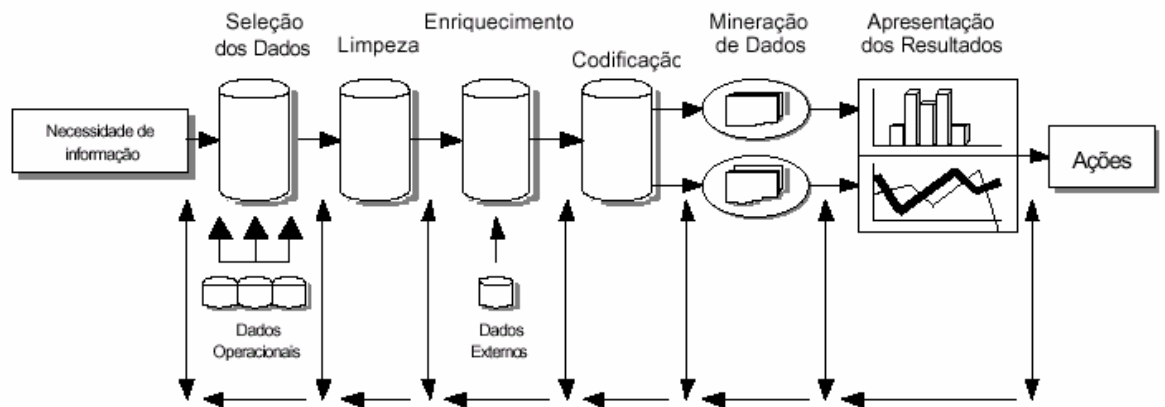 Seleção
dos Dados
Limpeza
Enriquecimento
Codificação
Mineração
de Dados
Apresentação
dos Resultados
Necessidade de
informação
Ações
Dados
Operacionais
Dados
Externos